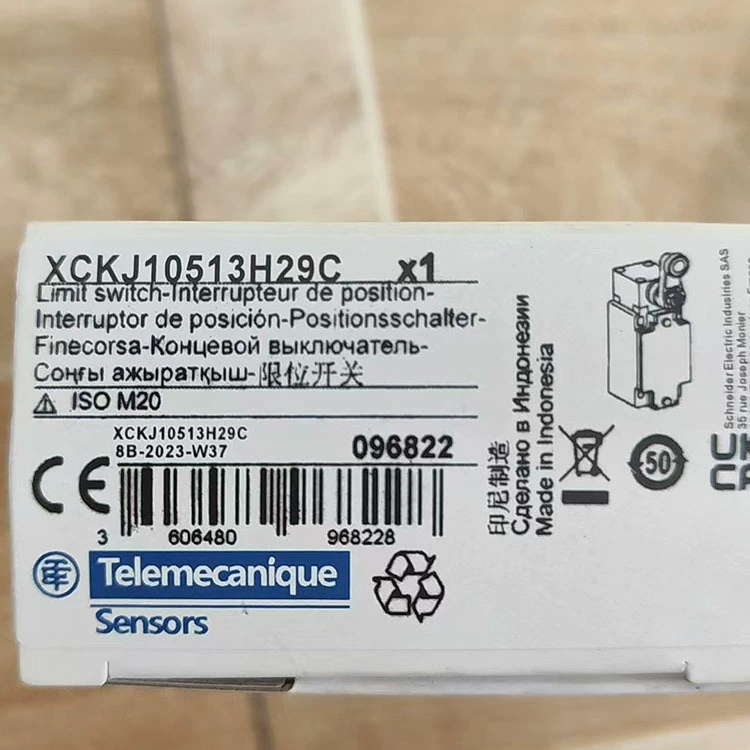 XCKJ10513H29C x1
Limit switch-Interrupteur de position-
Interruptor de posición-Positionsschalter-
Finecorsa-Концевой выключатель-
Соңғы ажыратқыш-限位开关
ISO M20
XCKJ10513H29C
8B-2023-W37
096822
CE
3 606480 968228
Telemecanique
Sensors
印尼制造
Сделано в Индонезии
Made in Indonesia
50
Schneider Electric Industries SAS
35 rue Joseph Monier